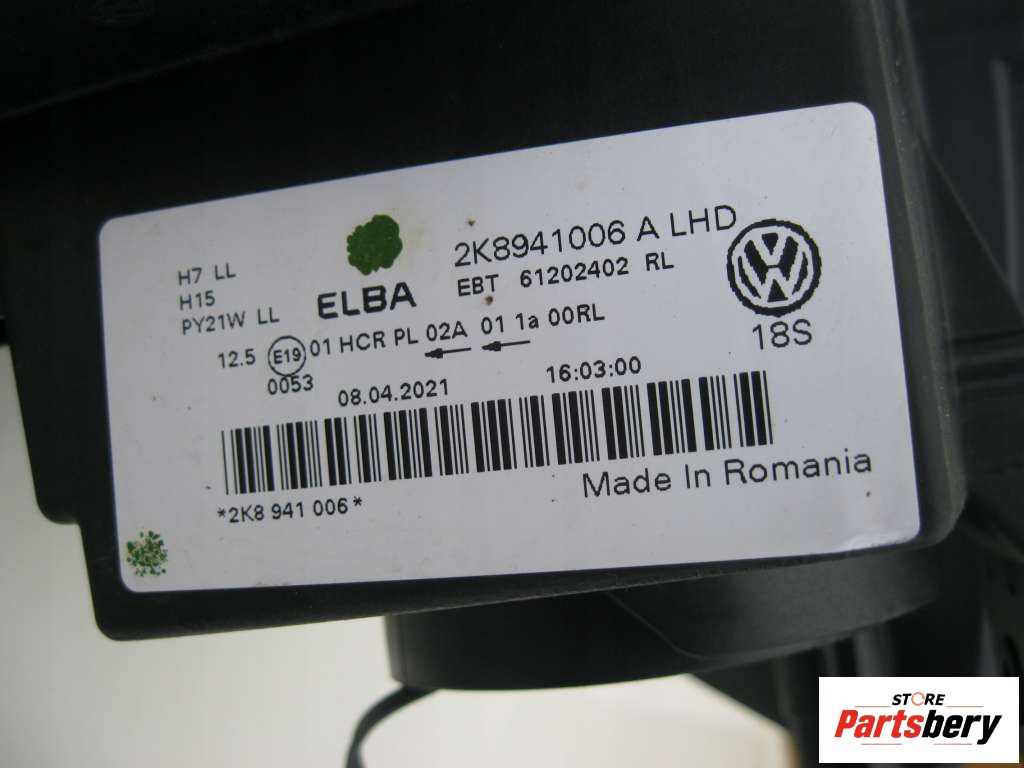 H7 LL
H15
PY21W LL
ELBA
2K8941006 A LHD
EBT 61202402 RL
12.5 E19 01 HCR PL 02A 01 1a 00RL
0053
18S
08.04.2021 16:03:00
*2K8 941 006*
Made In Romania
STORE
Partsbery